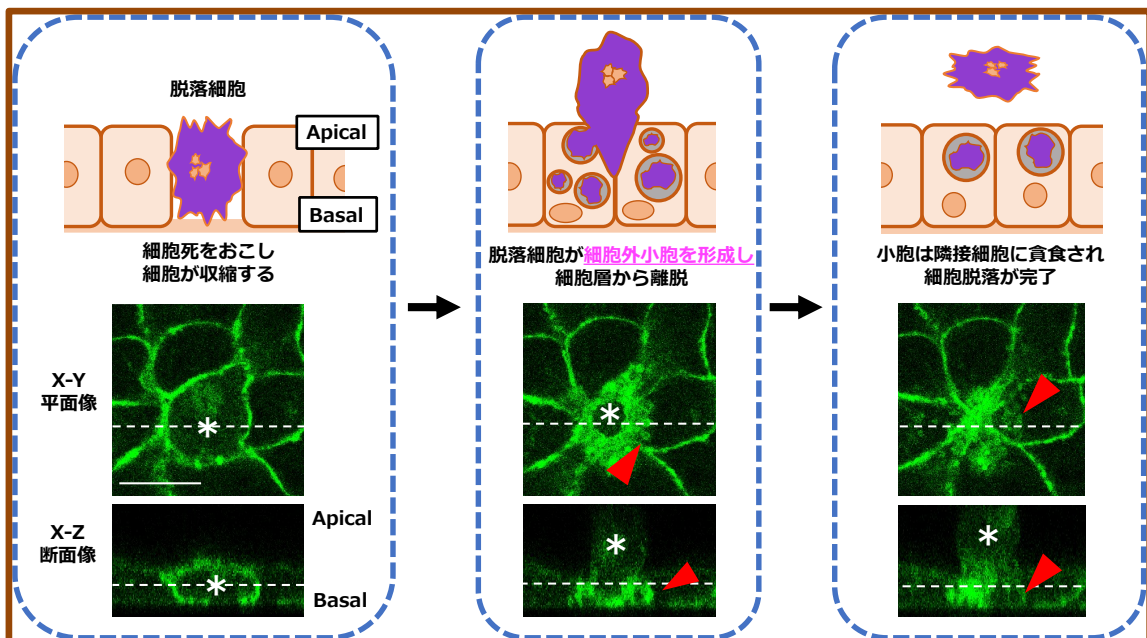 脱落細胞
Apical
Basal
細胞死をおこし
細胞が収縮する
脱落細胞が細胞外小胞を形成し
細胞層から離脱
小胞は隣接細胞に貪食され
細胞脱落が完了
X-Y
平面像
*
*
X-Z
断面像
Apical
Basal
*
*
*